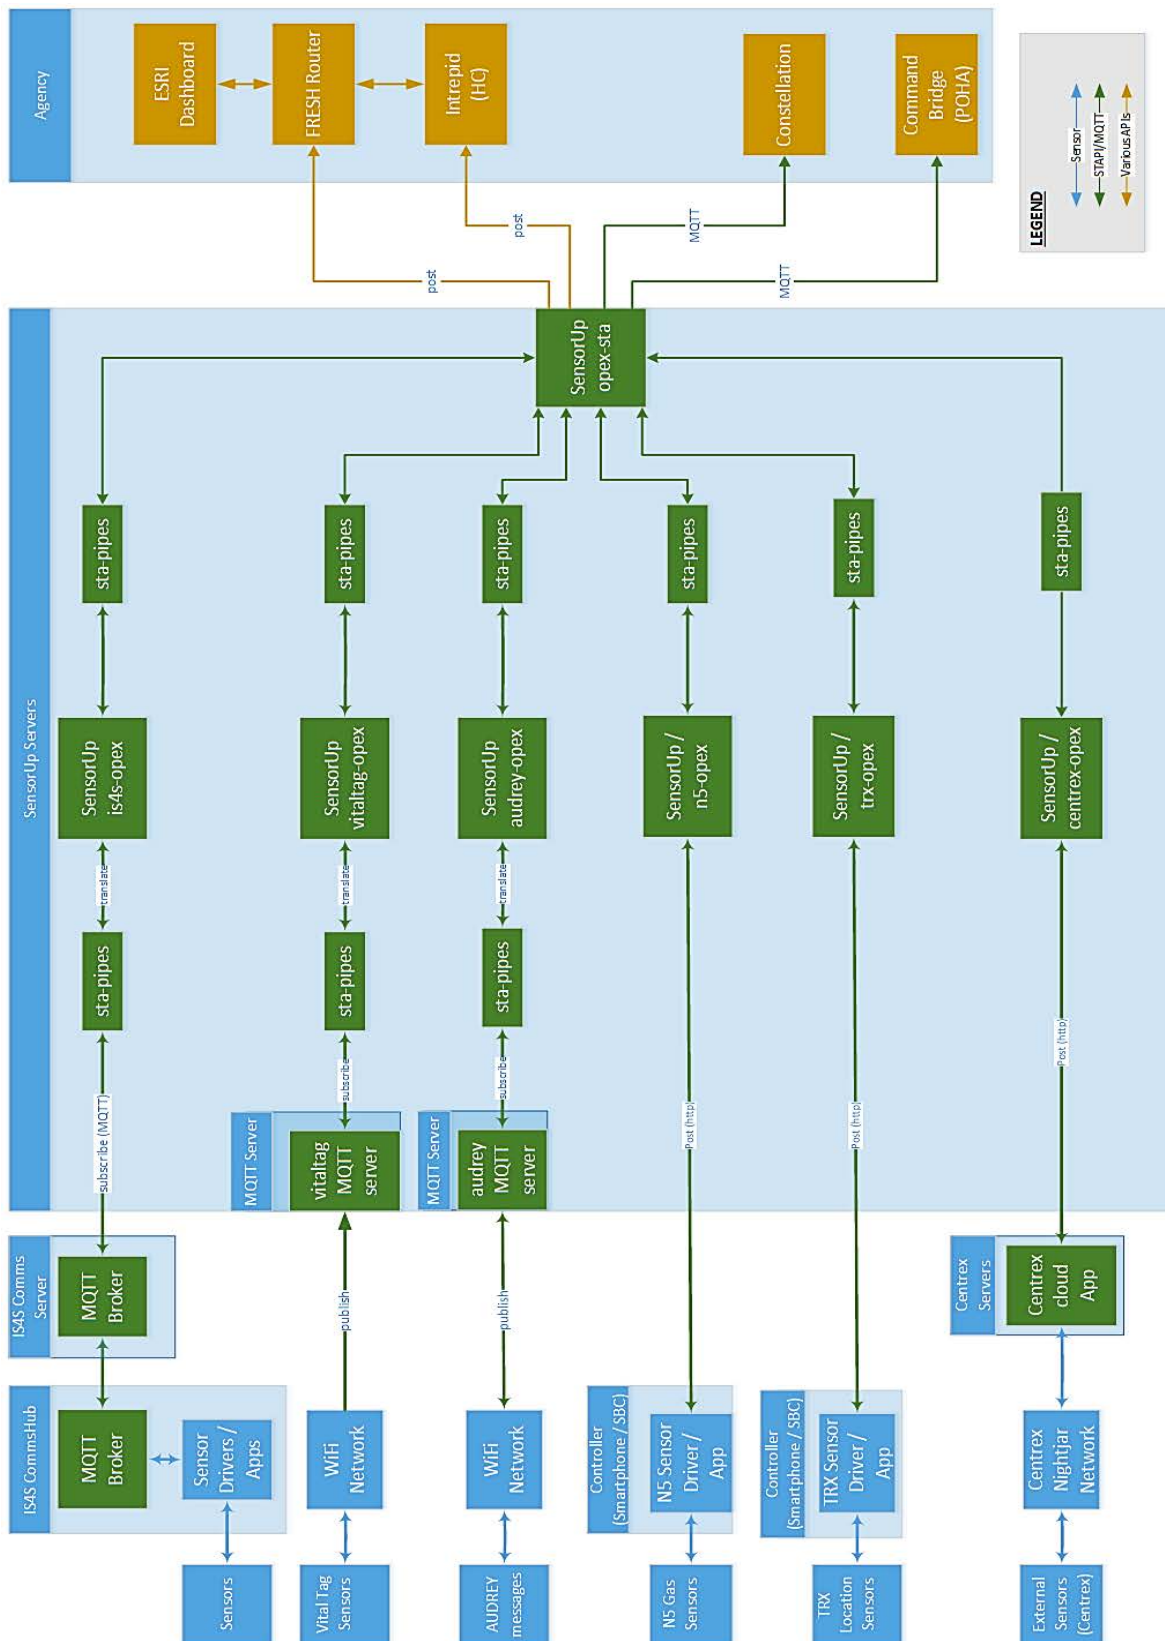 Agency
ESRI
Dashboard
FRESH Router
Intrepid
(HC)
Constellation
Command
Bridge
(POHA)
LEGEND
Sensor
STAPI/MQTT
Various APIs
post
post
MQTT
MQTT
SensorUp Servers
SensorUp
opex-sta
sta-pipes
sta-pipes
sta-pipes
sta-pipes
sta-pipes
sta-pipes
SensorUp
is4s-opex
SensorUp
vitaltag-opex
SensorUp
audrey-opex
SensorUp /
n5-opex
SensorUp /
trx-opex
SensorUp /
centrex-opex
translate
translate
translate
sta-pipes
sta-pipes
sta-pipes
subscribe (MQTT)
subscribe
subscribe
Post (http)
Post (http)
Post (http)
MQTT Server
vitaltag
MQTT
server
MQTT Server
audrey
MQTT
server
IS4S Comms
Server
MQTT
Broker
publish
publish
Centrex
Servers
Centrex
cloud
App
IS4S CommsHub
MQTT
Broker
Sensor
Drivers /
Apps
WiFi
Network
WiFi
Network
Controller
(Smartphone / SBC)
N5 Sensor
Driver /
App
Controller
(Smartphone / SBC)
TRX Sensor
Driver /
App
Centrex
Nightjar
Network
Sensors
Vital Tag
Sensors
AUDREY
messages
N5 Gas
Sensors
TRX
Location
Sensors
External
Sensors
(Centrex)